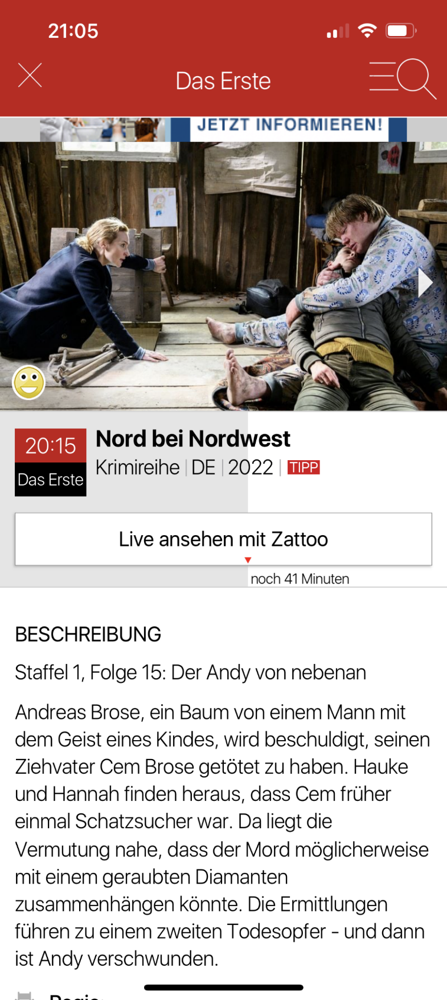 21:05
Das Erste
JETZT INFORMIEREN!
20:15
Das Erste
Nord bei Nordwest
Krimireihe | DE | 2022 | TIPP
Live ansehen mit Zattoo
noch 41 Minuten
BESCHREIBUNG
Staffel 1, Folge 15: Der Andy von nebenan
Andreas Brose, ein Baum von einem Mann mit
dem Geist eines Kindes, wird beschuldigt, seinen
Ziehvater Cem Brose getötet zu haben. Hauke
und Hannah finden heraus, dass Cem früher
einmal Schatzsucher war. Da liegt die
Vermutung nahe, dass der Mord möglicherweise
mit einem geraubten Diamanten
zusammenhängen könnte. Die Ermittlungen
führen zu einem zweiten Todesopfer - und dann
ist Andy verschwunden.
Regie: